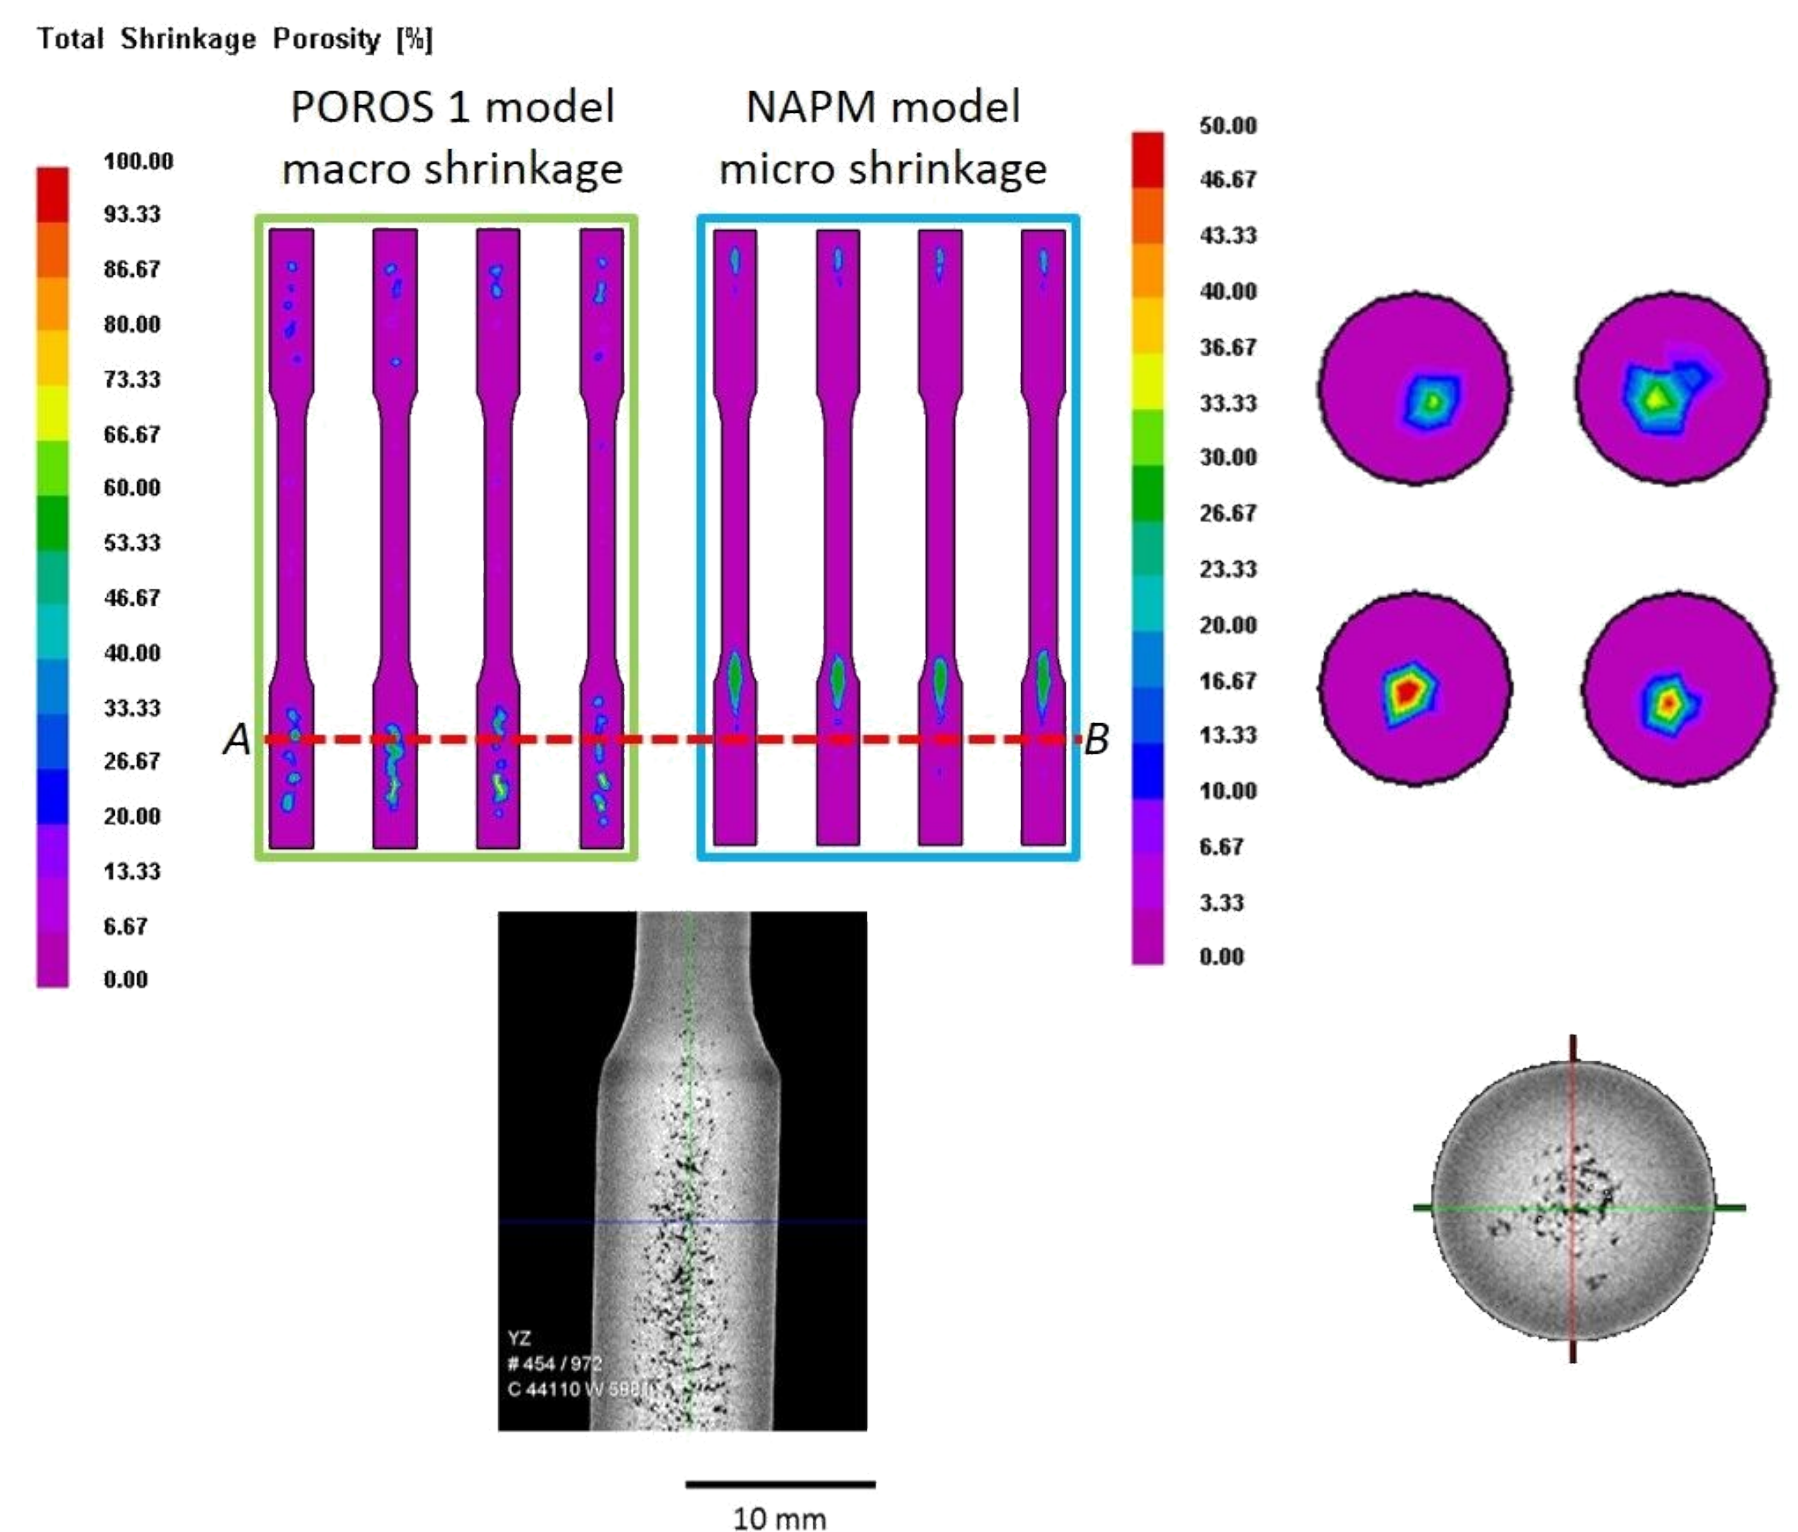 Total Shrinkage Porosity [%]
POROS 1 model
macro shrinkage
NAPM model
micro shrinkage
100.00
93.33
86.67
80.00
73.33
66.67
60.00
53.33
46.67
40.00
33.33
26.67
20.00
13.33
6.67
0.00
A
B
50.00
46.67
43.33
40.00
36.67
33.33
30.00
26.67
23.33
20.00
16.67
13.33
10.00
6.67
3.33
0.00
YZ
# 454 / 972
C 44110 W
10 mm